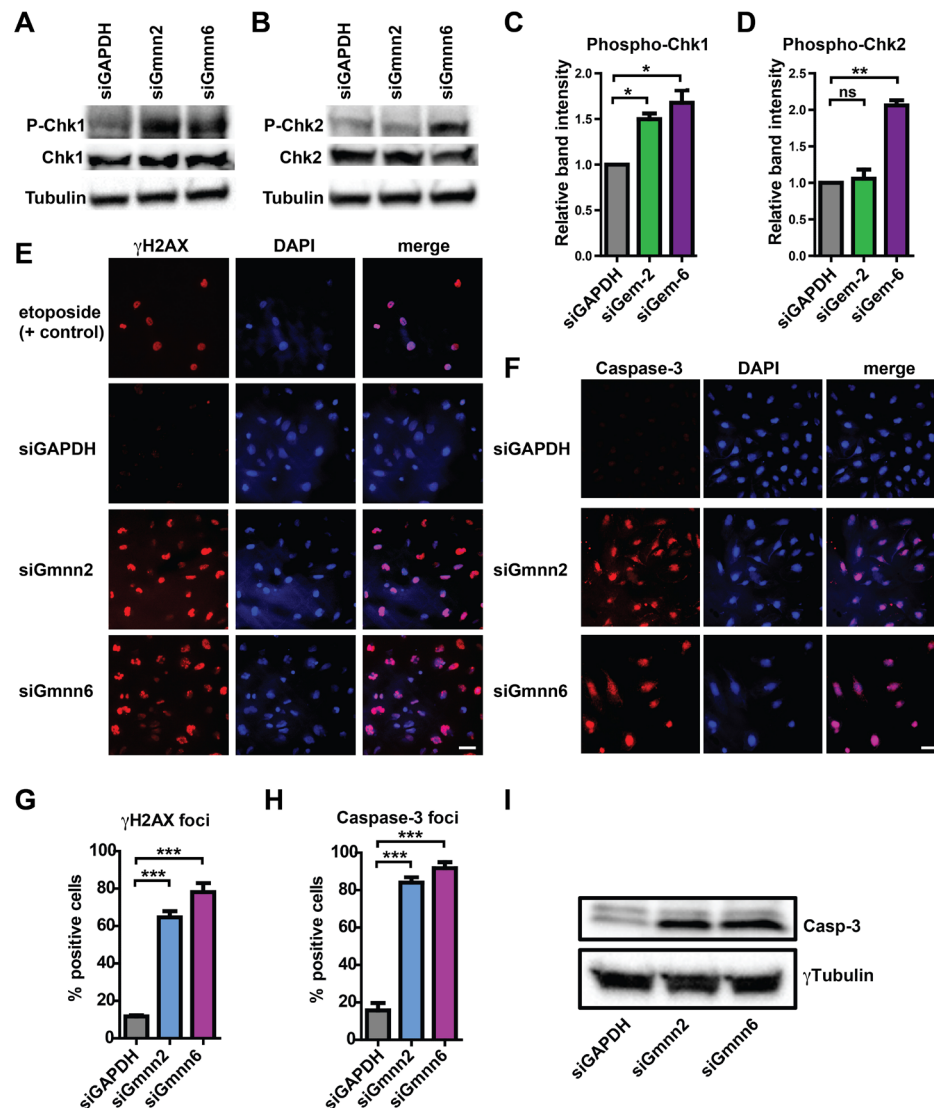 A
siGAPDH
siGmnn2
siGmnn6
P-Chk1
Chk1
Tubulin
B
siGAPDH
siGmnn2
siGmnn6
P-Chk2
Chk2
Tubulin
C
Phospho-Chk1
Relative band intensity
2.0
1.5
1.0
0.5
0.0
*
*
siGAPDH
siGem-2
siGem-6
D
Phospho-Chk2
Relative band intensity
2.5
2.0
1.5
1.0
0.5
0.0
**
ns
siGAPDH
siGem-2
siGem-6
E
γH2AX
DAPI
merge
etoposide
(+ control)
siGAPDH
siGmnn2
siGmnn6
F
Caspase-3
DAPI
merge
siGAPDH
siGmnn2
siGmnn6
G
γH2AX foci
% positive cells
100
80
60
40
20
0
***
***
siGAPDH
siGmnn2
siGmnn6
H
Caspase-3 foci
% positive cells
100
80
60
40
20
0
***
***
siGAPDH
siGmnn2
siGmnn6
I
Casp-3
γTubulin
siGAPDH
siGmnn2
siGmnn6